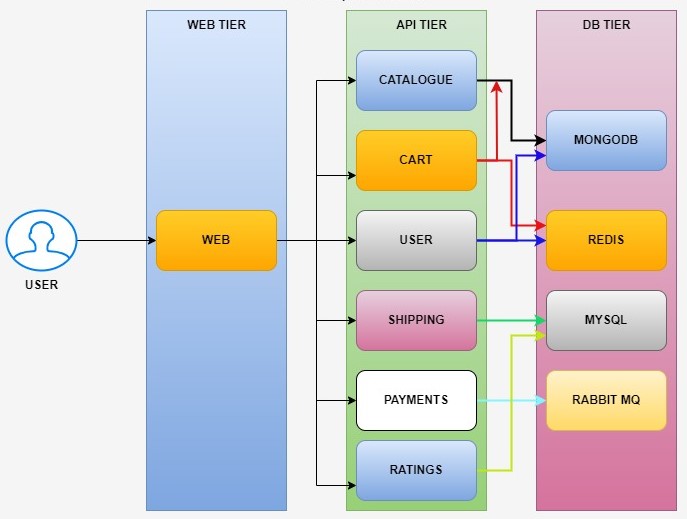 WEB TIER
API TIER
DB TIER
CATALOGUE
MONGODB
CART
WEB
USER
REDIS
USER
SHIPPING
MYSQL
PAYMENTS
RABBIT MQ
RATINGS